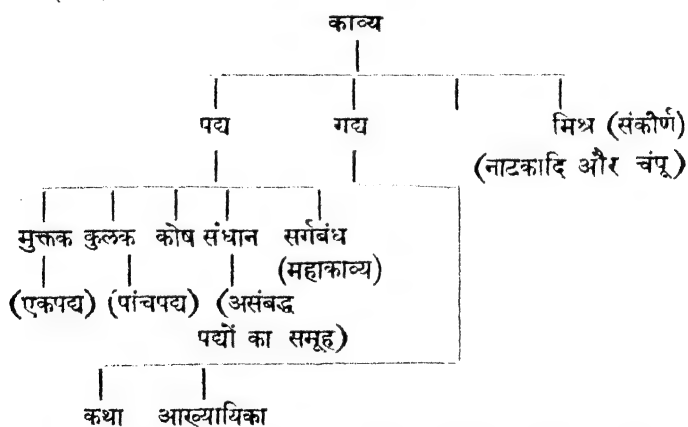 काव्य
पद्य गद्य मिश्र (संकीर्ण)
(नाटकादि और चंपू)
मुक्तक कुलक कोष संधान सर्गबंध
(महाकाव्य)
(एकपद्य) (पांचपद्य) (असंबद्ध
पद्यों का समूह)
कथा आख्यायिका